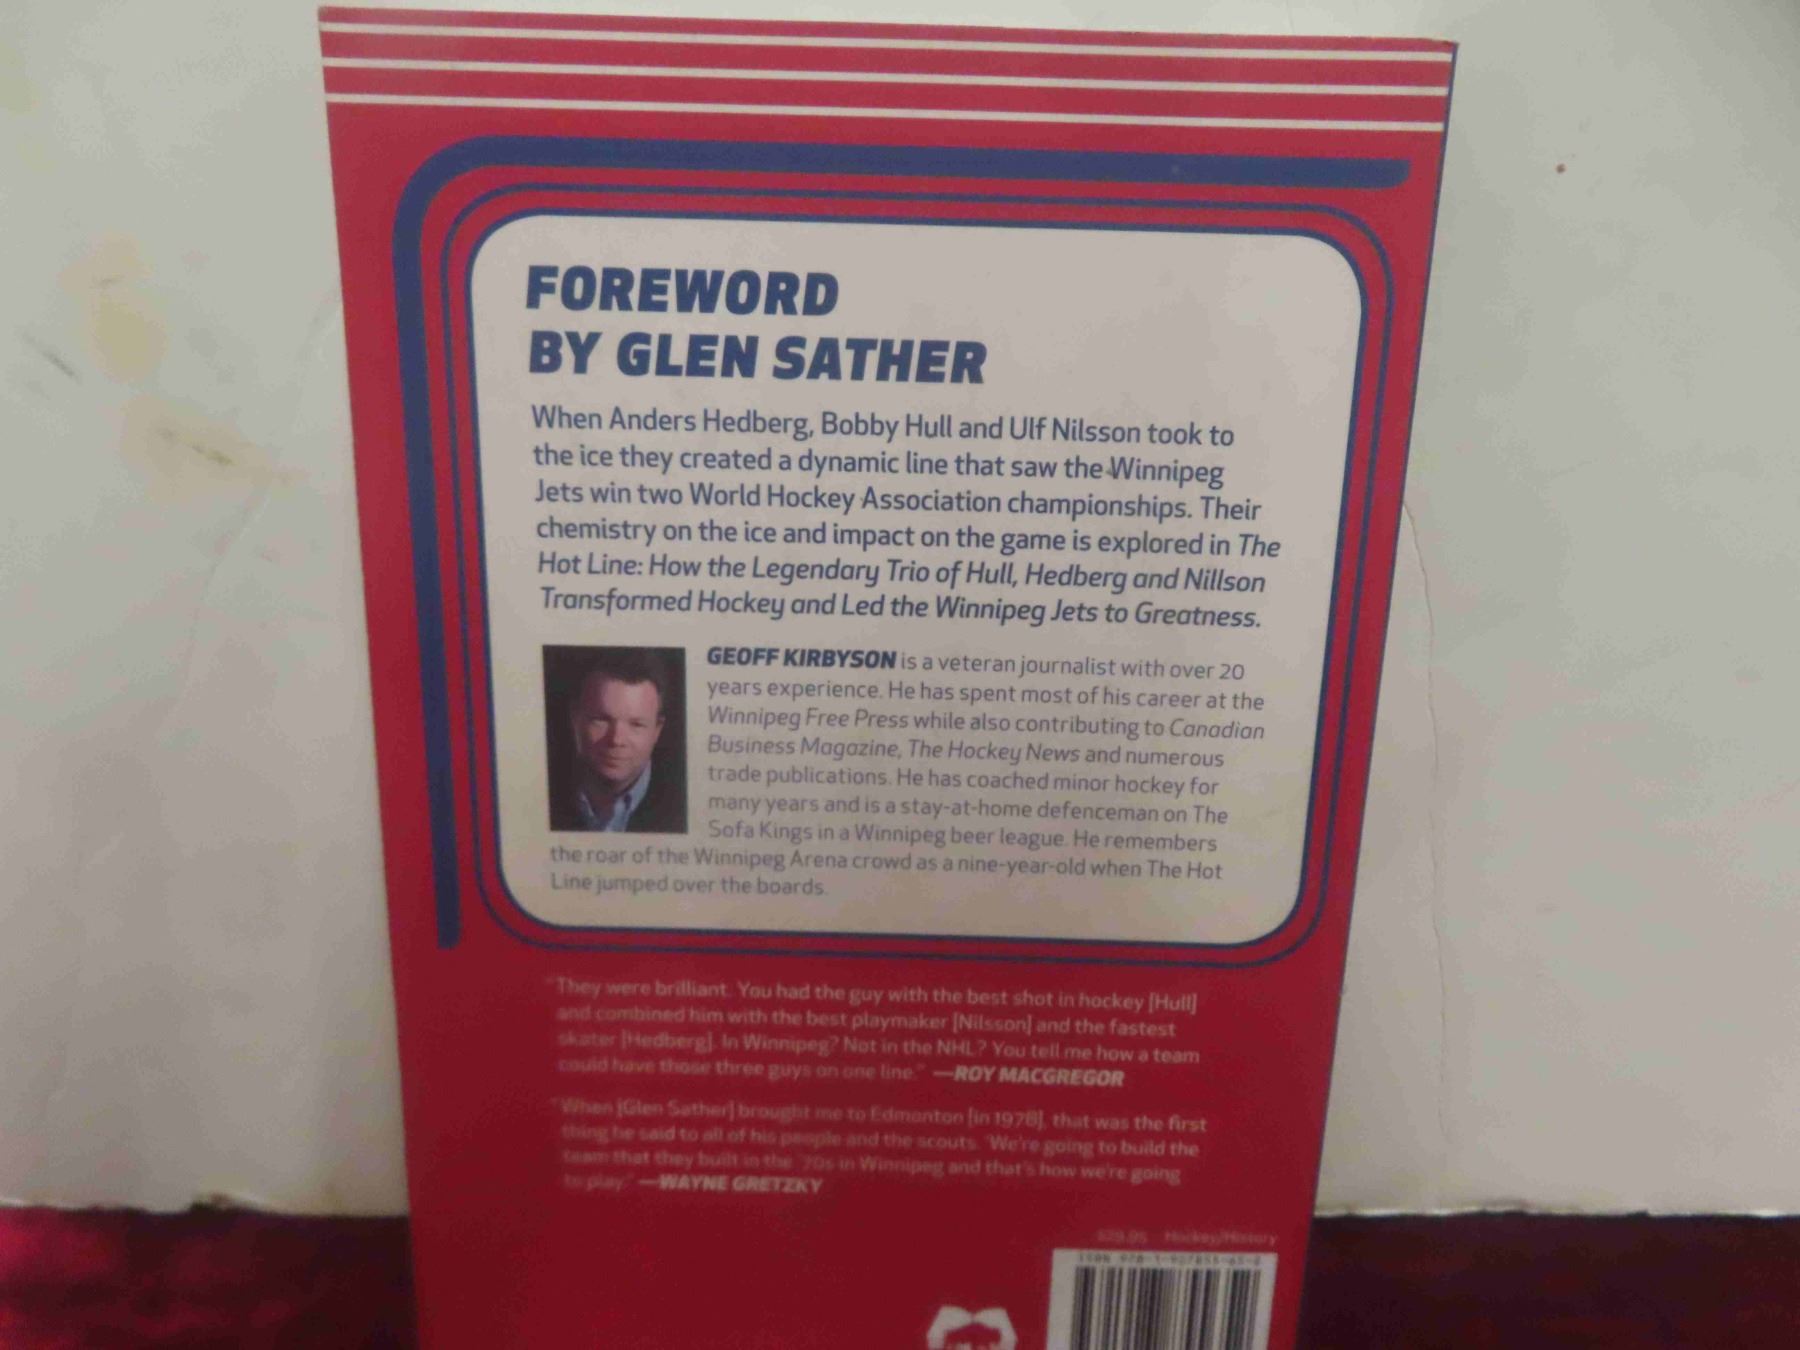 FOREWORD
BY GLEN SATHER
When Anders Hedberg, Bobby Hull and Ulf Nilsson took to
the ice they created a dynamic line that saw the Winnipeg
Jets win two World Hockey Association championships. Their
chemistry on the ice and impact on the game is explored in The
Hot Line: How the Legendary Trio of Hull, Hedberg and Nillson
Transformed Hockey and Led the Winnipeg Jets to Greatness.
GEOFF KIRBYSON is a veteran journalist with over 20
years experience. He has spent most of his career at the
Winnipeg Free Press while also contributing to Canadian
Business Magazine, The Hockey News and numerous
trade publications. He has coached minor hockey for
many years and is a stay-at-home defenceman on The
Sofa Kings in a Winnipeg beer league. He remembers
the roar of the Winnipeg Arena crowd as a nine-year-old when The Hot
Line jumped over the boards.
"They were brilliant. You had the guy with the best shot in hockey [Hull]
and combined him with the best playmaker [Nilsson] and the fastest
skater [Hedberg]. In Winnipeg? Not in the NHL? You tell me how a team
could have those three guys on one line." —ROY MACGREGOR
"When [Glen Sather] brought me to Edmonton [in 1978], that was the first
thing he said to all of his people and the scouts. 'We're going to build the
team that they built in the '70s in Winnipeg and that's how we're going
to play." —WAYNE GRETZKY
$29.95 Hockey/History
ISBN